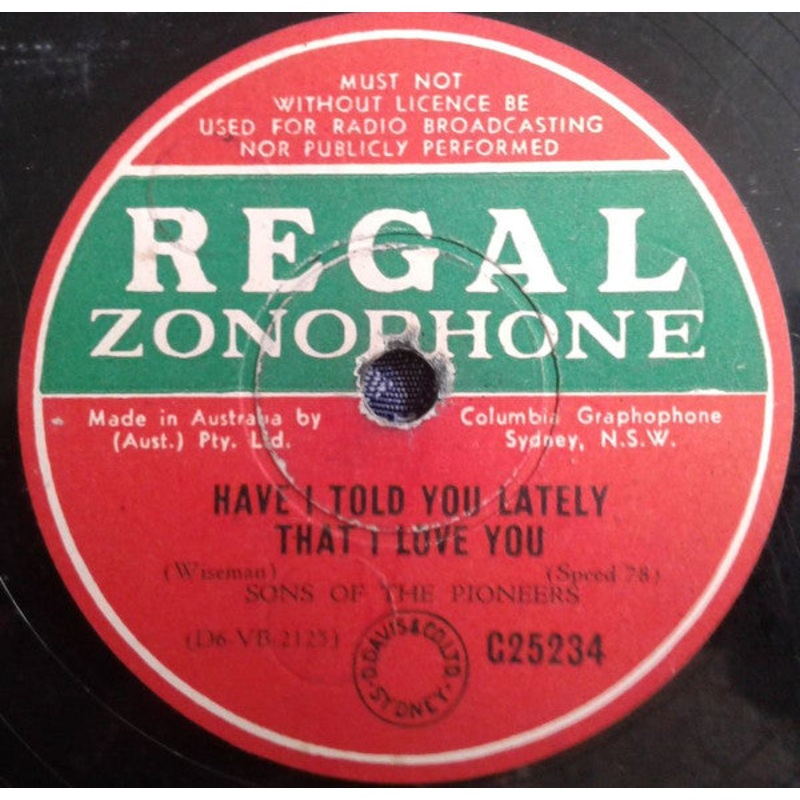 MUST NOT
WITHOUT LICENCE BE
USED FOR RADIO BROADCASTING
NOR PUBLICLY PERFORMED
REGAL
ZONOPHONE
Made in Australia by Columbia Graphophone
(Aust.) Pty. Ltd. Sydney, N.S.W.
HAVE I TOLD YOU LATELY
THAT I LOVE YOU
(Wiseman) (Speed 78)
SONS OF THE PIONEERS
(D6-VB-2125) G25234
D. DAVIS & CO. LTD.
SYDNEY